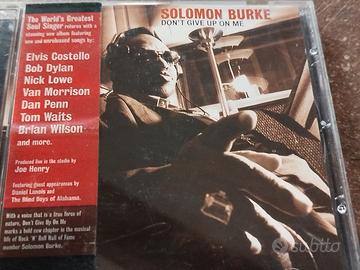 The World's Greatest
Soul Singer returns with a
stunning new album featuring
new and unreleased songs by:
Elvis Costello
Bob Dylan
Nick Lowe
Van Morrison
Dan Penn
Tom Waits
Brian Wilson
and more.
Produced live in the studio by
Joe Henry
Featuring guest appearances by
Daniel Lanois and
The Blind Boys of Alabama.
With a voice that is a true force of
nature, Don't Give Up On Me
marks a bold new chapter in the musical
life of Rock 'N' Roll Hall of Fame
member Solomon Burke.
SOLOMON BURKE
DON'T GIVE UP ON ME
subito